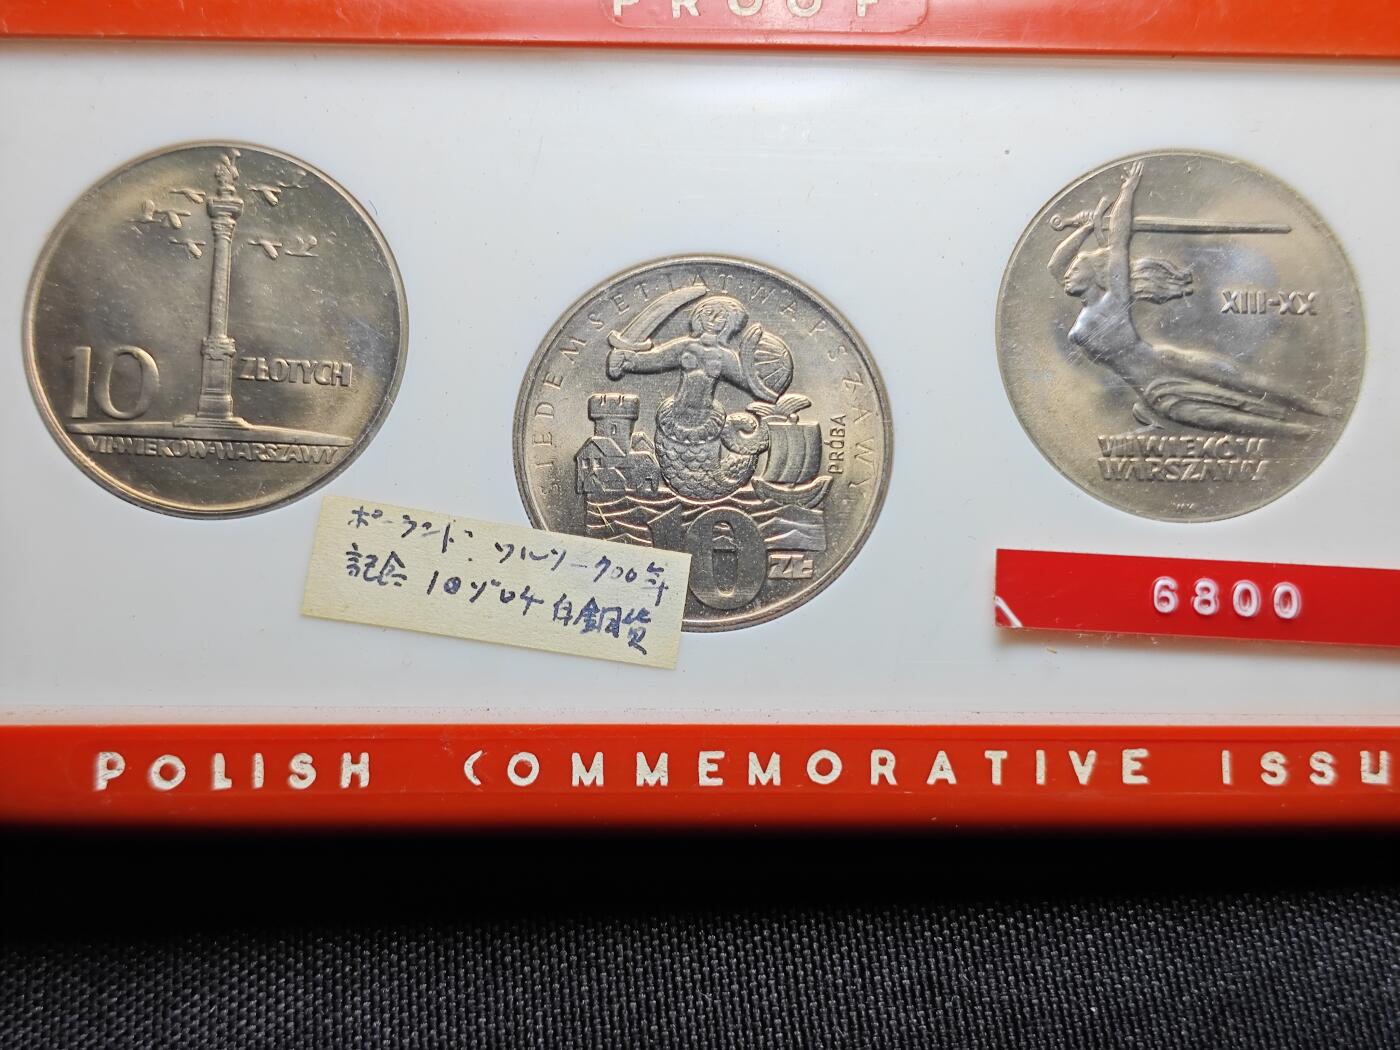 PROOF
10 ZŁOTYCH
VII·WIEKÓW·WARSZAWY
SIEDEMSET LAT WARSZAWY
PRÓBA
10 ZŁ
XIII-XX
VII WIEKÓW
WARSZAWY
ポーランド: ワルソー700年
記念 10ゾロチ 白銅貨
6800
POLISH COMMEMORATIVE ISSU